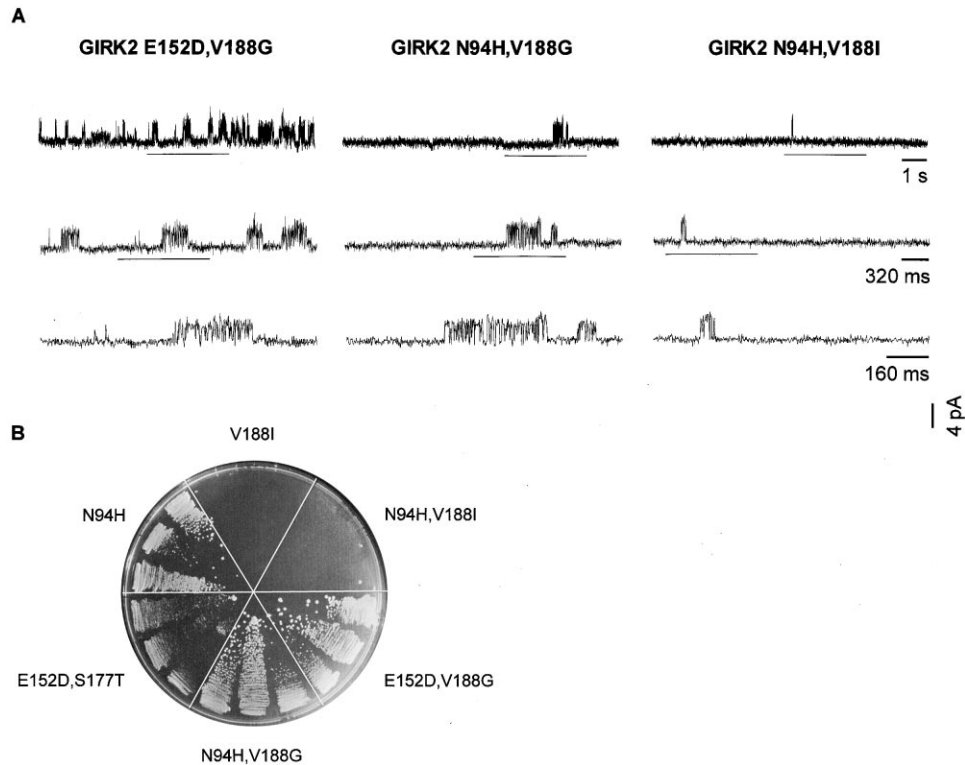 A
GIRK2 E152D,V188G
GIRK2 N94H,V188G
GIRK2 N94H,V188I
1 s
320 ms
160 ms
4 pA
B
V188I
N94H
N94H,V188I
E152D,S177T
E152D,V188G
N94H,V188G